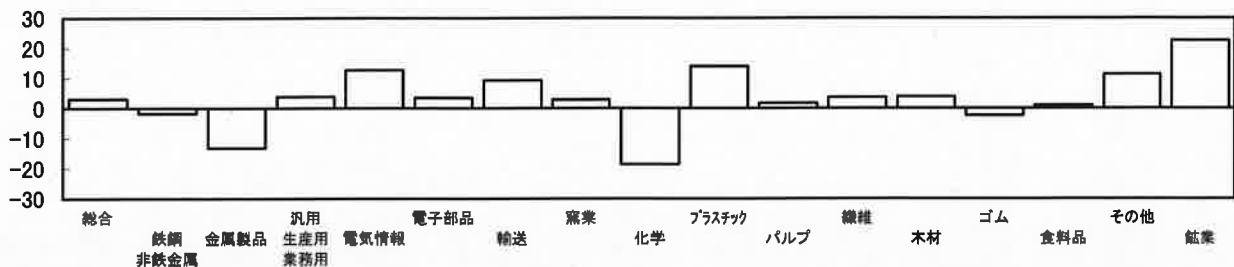 30
20
10
0
-10
-20
-30
総合
鉄鋼
非鉄金属
金属製品
汎用
生産用
業務用
電気情報
電子部品
輸送
窯業
化学
プラスチック
パルプ
繊維
木材
ゴム
食料品
その他
鉱業